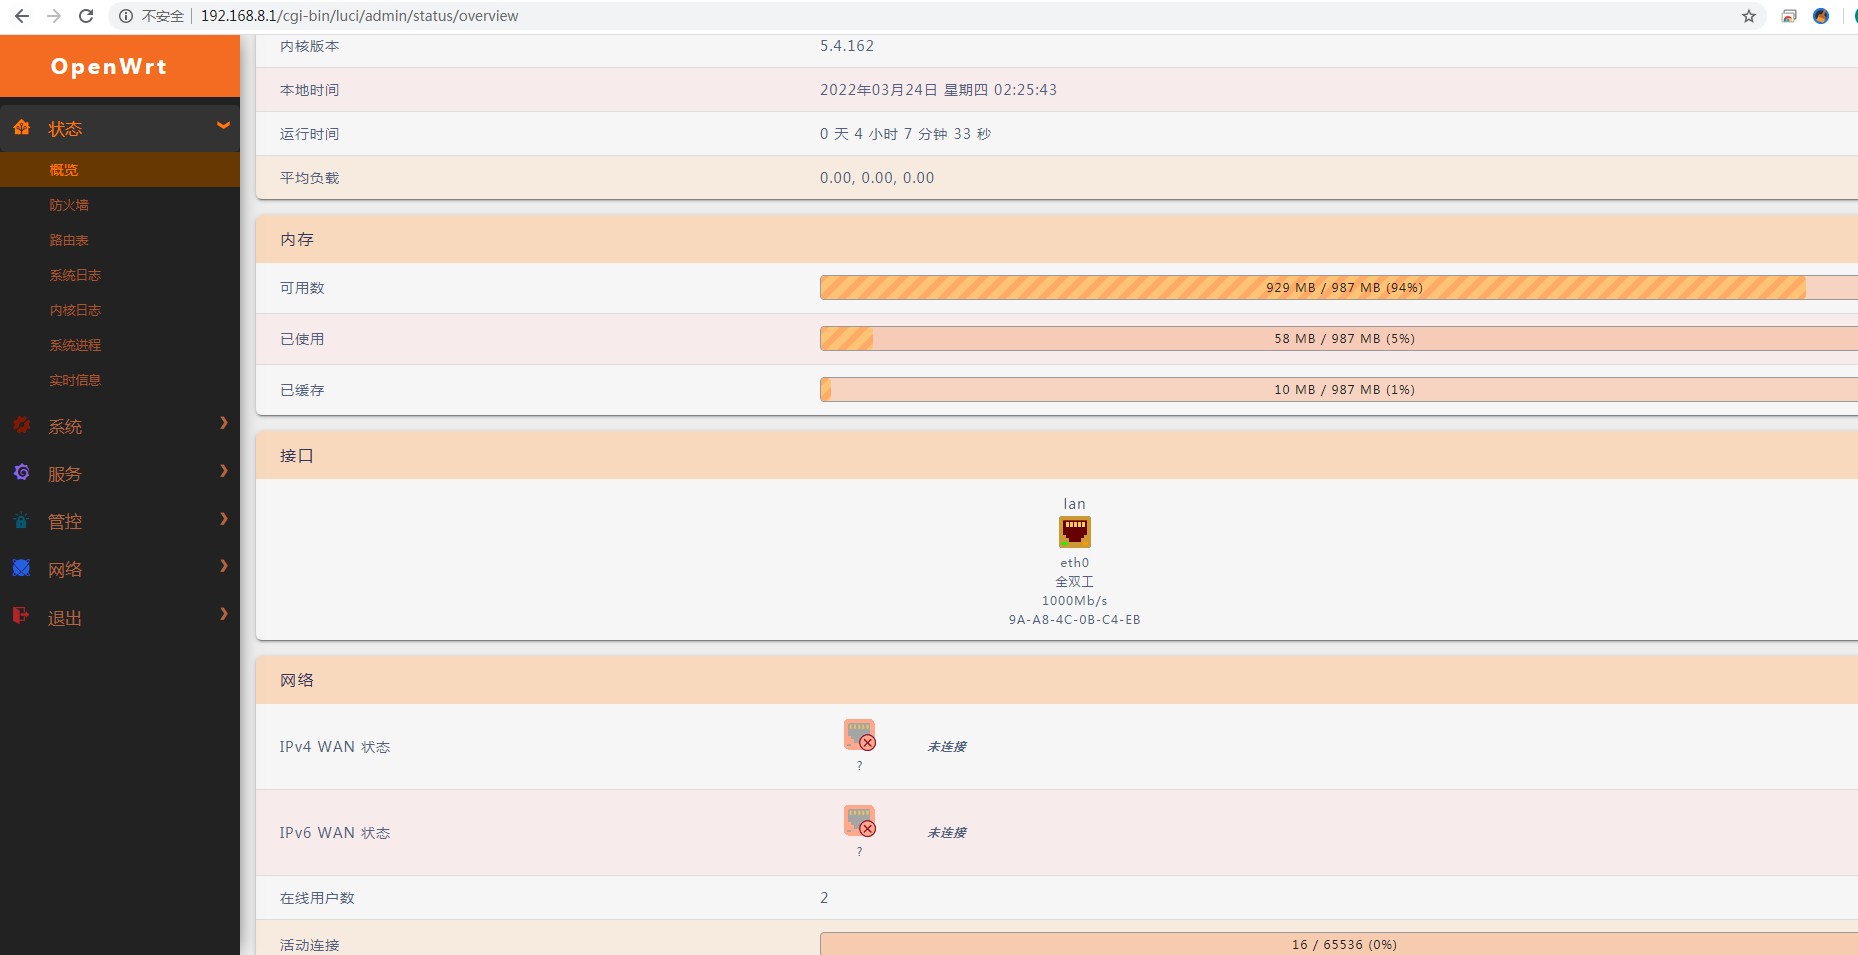 不安全 192.168.8.1/cgi-bin/luci/admin/status/overview
OpenWrt
状态
概览
防火墙
路由表
系统日志
内核日志
系统进程
实时信息
系统
服务
管控
网络
退出
内核版本 5.4.162
本地时间 2022年03月24日 星期四 02:25:43
运行时间 0 天 4 小时 7 分钟 33 秒
平均负载 0.00, 0.00, 0.00
内存
可用数 929 MB / 987 MB (94%)
已使用 58 MB / 987 MB (5%)
已缓存 10 MB / 987 MB (1%)
接口
lan
eth0
全双工
1000Mb/s
9A-A8-4C-0B-C4-EB
网络
IPv4 WAN 状态 未连接
?
IPv6 WAN 状态 未连接
?
在线用户数 2
活动连接 16 / 65536 (0%)